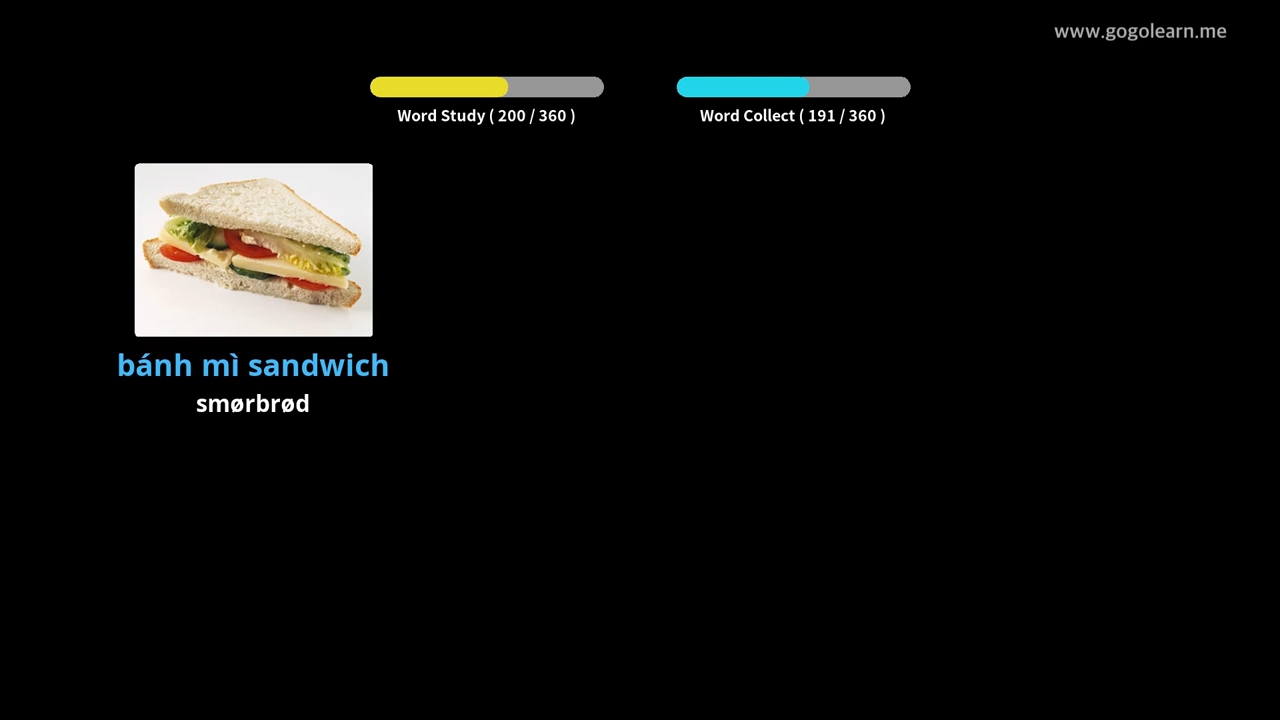 www.gogolearn.me
Word Study ( 200 / 360 )
Word Collect ( 191 / 360 )
bánh mì sandwich
smørbrød